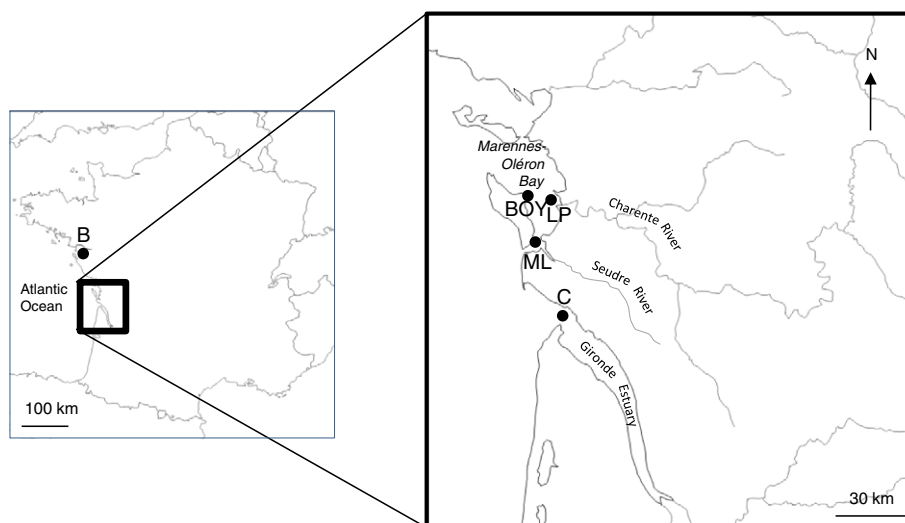 B
Atlantic
Ocean
100 km
N
Marennes-
Oléron
Bay
BOY
LP
Charente River
ML
Seudre River
C
Gironde Estuary
30 km